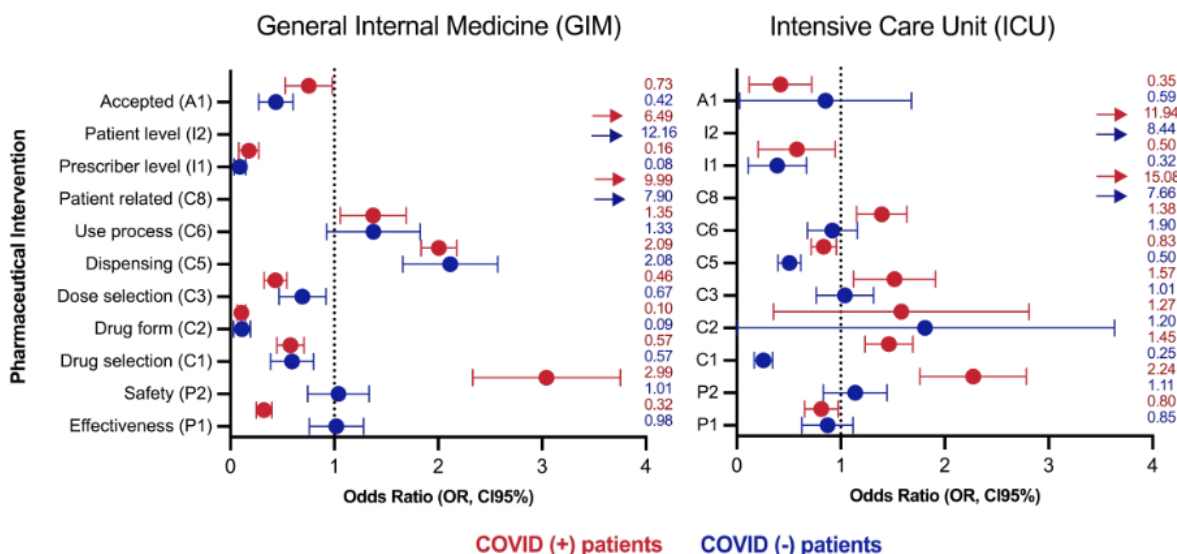 General Internal Medicine (GIM)
Intensive Care Unit (ICU)
Pharmaceutical Intervention
Accepted (A1)
Patient level (I2)
Prescriber level (I1)
Patient related (C8)
Use process (C6)
Dispensing (C5)
Dose selection (C3)
Drug form (C2)
Drug selection (C1)
Safety (P2)
Effectiveness (P1)
0.73
0.42
6.49
12.16
0.16
0.08
9.99
7.90
1.35
1.33
2.09
2.08
0.46
0.67
0.10
0.09
0.57
0.57
2.99
1.01
0.32
0.98
0 1 2 3 4
Odds Ratio (OR, CI95%)
A1
I2
I1
C8
C6
C5
C3
C2
C1
P2
P1
0.35
0.59
11.94
8.44
0.50
0.32
15.08
7.66
1.38
1.90
0.83
0.50
1.57
1.01
1.27
1.20
1.45
0.25
2.24
1.11
0.80
0.85
0 1 2 3 4
Odds Ratio (OR, CI95%)
COVID (+) patients COVID (-) patients